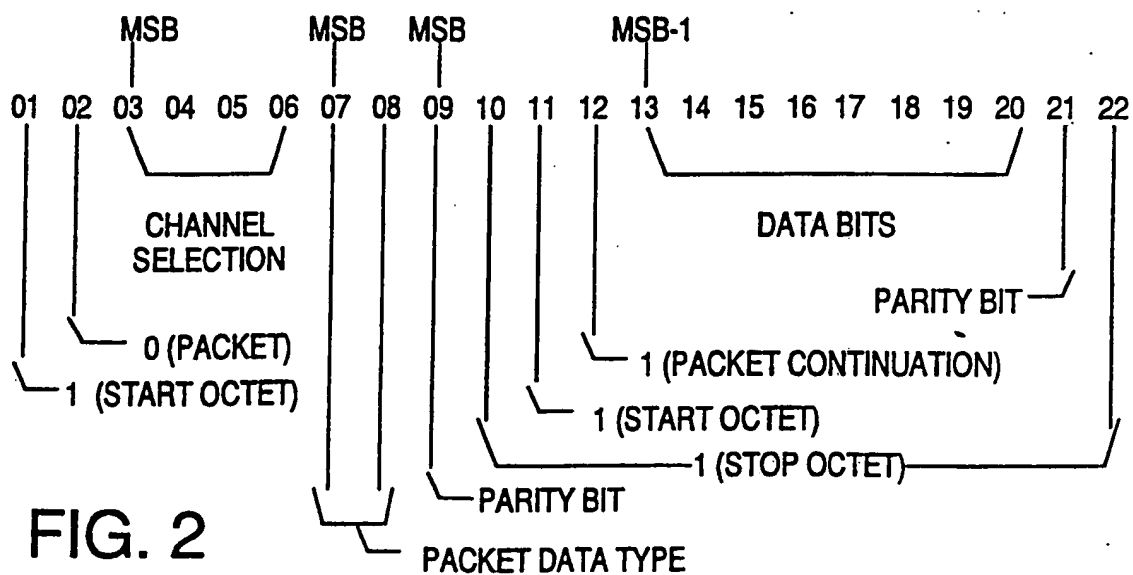 MSB MSB MSB MSB-1
01 02 03 04 05 06 07 08 09 10 11 12 13 14 15 16 17 18 19 20 21 22
CHANNEL
SELECTION
DATA BITS
PARITY BIT
0 (PACKET)
1 (PACKET CONTINUATION)
1 (START OCTET)
1 (START OCTET)
1 (STOP OCTET)
PARITY BIT
PACKET DATA TYPE
FIG. 2